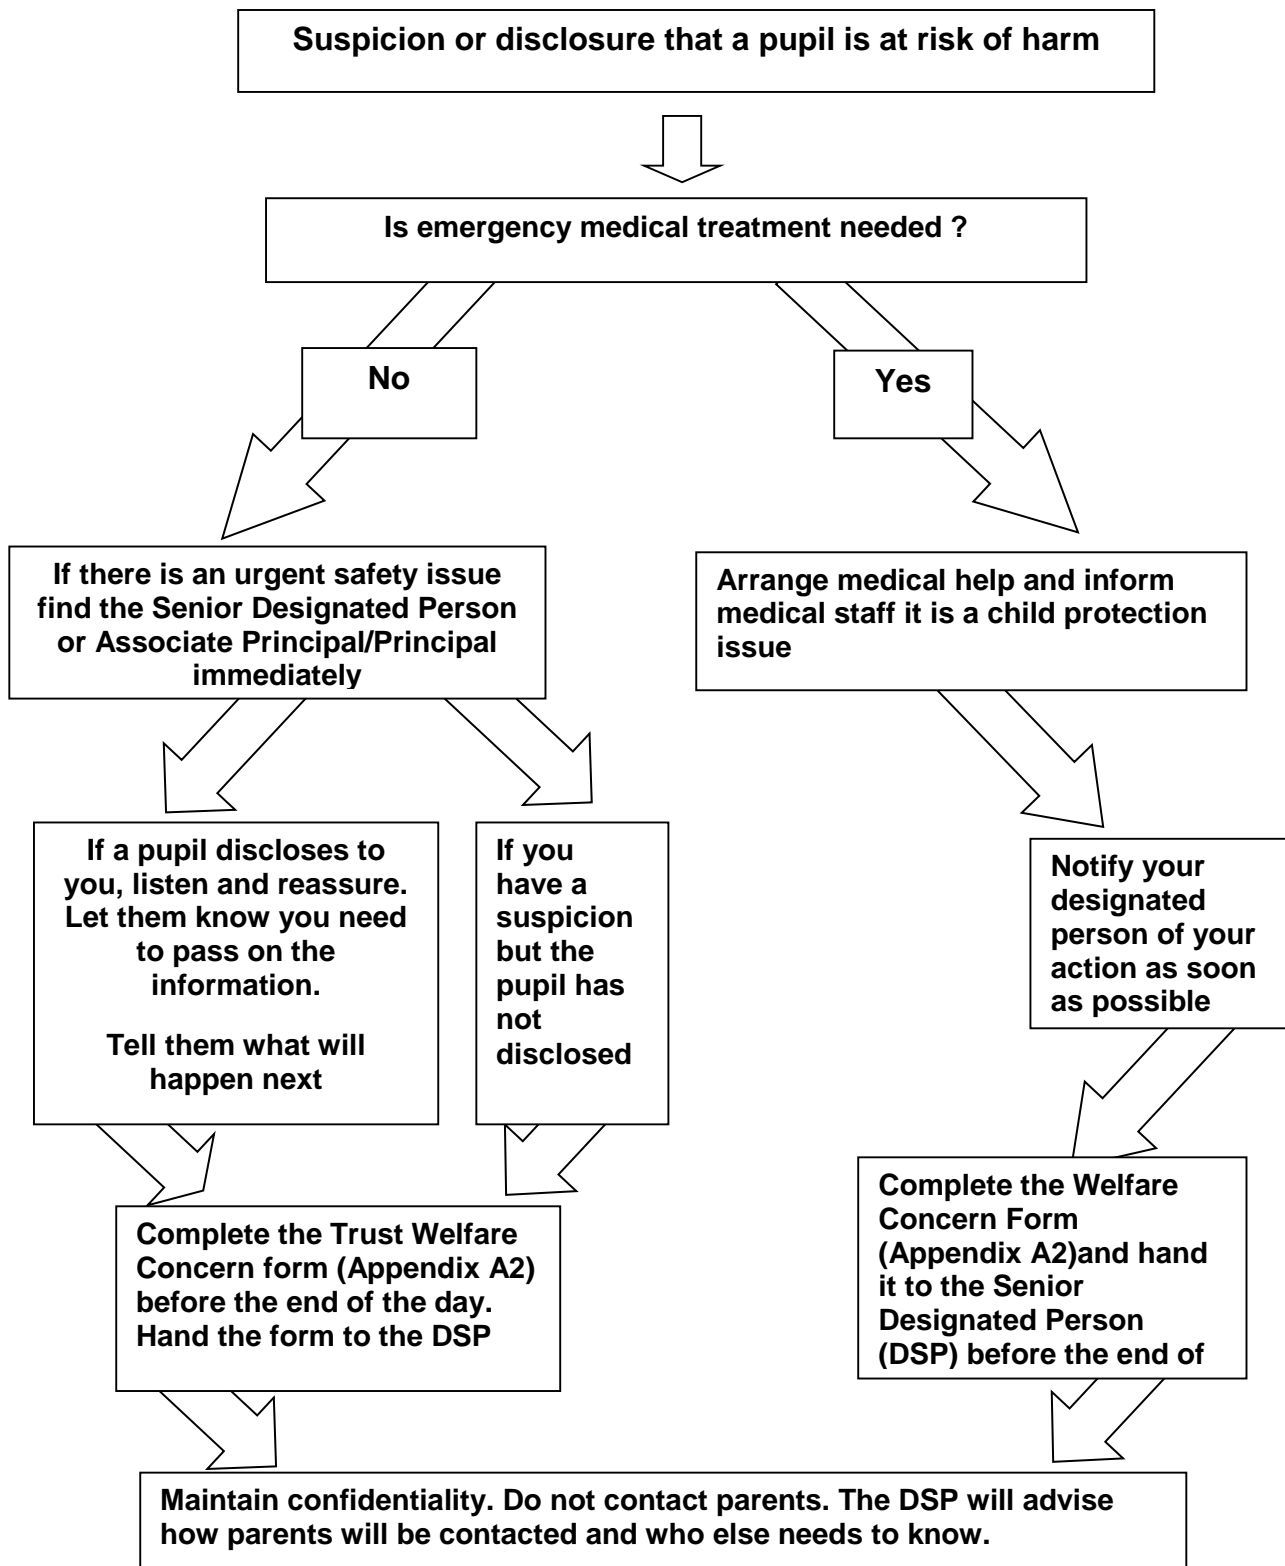 Suspicion or disclosure that a pupil is at risk of harm
Is emergency medical treatment needed ?
No
Yes
If there is an urgent safety issue
find the Senior Designated Person
or Associate Principal/Principal
immediately
Arrange medical help and inform
medical staff it is a child protection
issue
If a pupil discloses to
you, listen and reassure.
Let them know you need
to pass on the
information.
Tell them what will
happen next
If you
have a
suspicion
but the
pupil has
not
disclosed
Notify your
designated
person of your
action as soon
as possible
Complete the Trust Welfare
Concern form (Appendix A2)
before the end of the day.
Hand the form to the DSP
Complete the Welfare
Concern Form
(Appendix A2)and hand
it to the Senior
Designated Person
(DSP) before the end of
Maintain confidentiality. Do not contact parents. The DSP will advise
how parents will be contacted and who else needs to know.